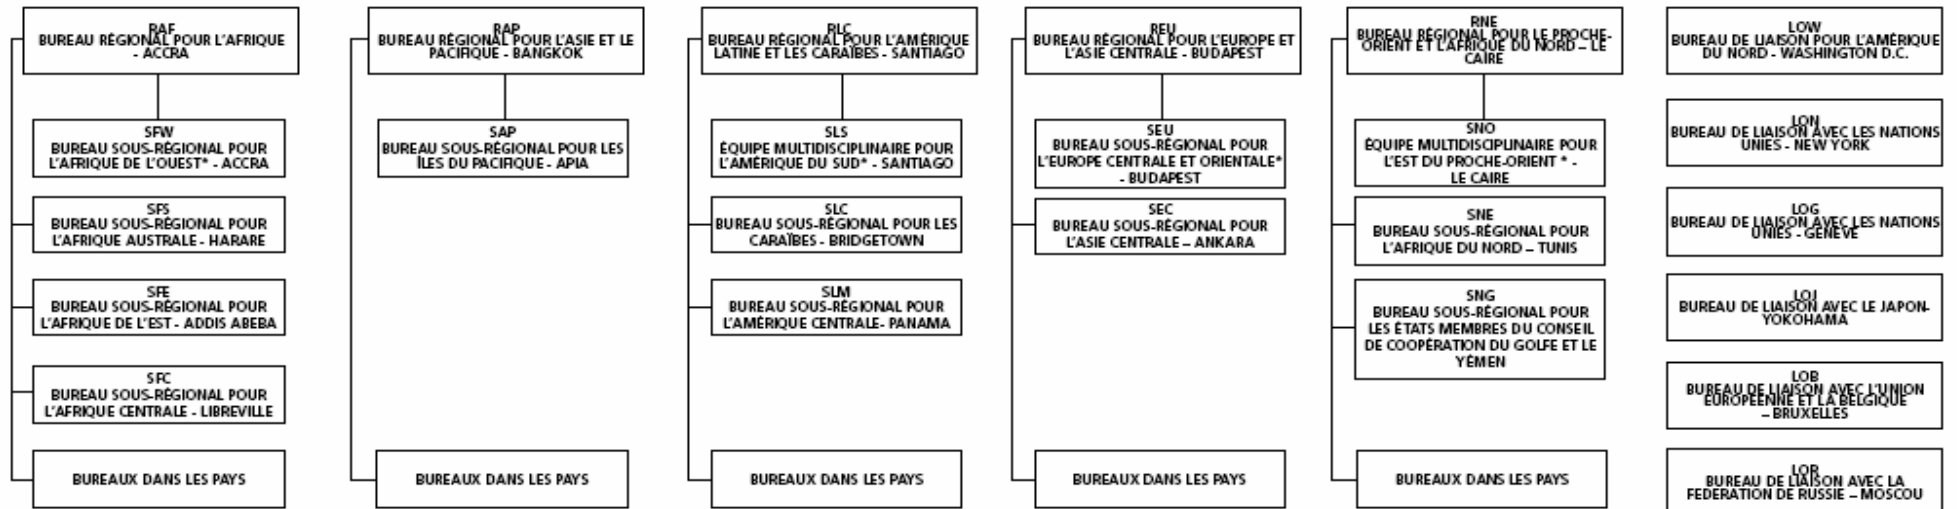 RAF
BUREAU RÉGIONAL POUR L'AFRIQUE
- ACCRA
SFW
BUREAU SOUS-RÉGIONAL POUR
L'AFRIQUE DE L'OUEST* - ACCRA
SFS
BUREAU SOUS-RÉGIONAL POUR
L'AFRIQUE AUSTRALE - HARARE
SFE
BUREAU SOUS-RÉGIONAL POUR
L'AFRIQUE DE L'EST - ADDIS ABEBA
SFC
BUREAU SOUS-RÉGIONAL POUR
L'AFRIQUE CENTRALE - LIBREVILLE
BUREAUX DANS LES PAYS
RAP
BUREAU RÉGIONAL POUR L'ASIE ET LE
PACIFIQUE - BANGKOK
SAP
BUREAU SOUS-RÉGIONAL POUR LES
ÎLES DU PACIFIQUE - APIA
BUREAUX DANS LES PAYS
RLC
BUREAU RÉGIONAL POUR L'AMÉRIQUE
LATINE ET LES CARAÏBES - SANTIAGO
SLS
ÉQUIPE MULTIDISCIPLINAIRE POUR
L'AMÉRIQUE DU SUD* - SANTIAGO
SLC
BUREAU SOUS-RÉGIONAL POUR LES
CARAÏBES - BRIDGETOWN
SLM
BUREAU SOUS-RÉGIONAL POUR
L'AMÉRIQUE CENTRALE- PANAMA
BUREAUX DANS LES PAYS
REU
BUREAU RÉGIONAL POUR L'EUROPE ET
L'ASIE CENTRALE - BUDAPEST
SEU
BUREAU SOUS-RÉGIONAL POUR
L'EUROPE CENTRALE ET ORIENTALE*
- BUDAPEST
SEC
BUREAU SOUS-RÉGIONAL POUR
L'ASIE CENTRALE – ANKARA
BUREAUX DANS LES PAYS
RNE
BUREAU RÉGIONAL POUR LE PROCHE-
ORIENT ET L'AFRIQUE DU NORD – LE
CAIRE
SNO
ÉQUIPE MULTIDISCIPLINAIRE POUR
L'EST DU PROCHE-ORIENT * -
LE CAIRE
SNE
BUREAU SOUS-RÉGIONAL POUR
L'AFRIQUE DU NORD – TUNIS
SNG
BUREAU SOUS-RÉGIONAL POUR
LES ÉTATS MEMBRES DU CONSEIL
DE COOPÉRATION DU GOLFE ET LE
YÉMEN
BUREAUX DANS LES PAYS
LOW
BUREAU DE LIAISON POUR L'AMÉRIQUE
DU NORD - WASHINGTON D.C.
LON
BUREAU DE LIAISON AVEC LES NATIONS
UNIES - NEW YORK
LOG
BUREAU DE LIAISON AVEC LES NATIONS
UNIES - GENÈVE
LOJ
BUREAU DE LIAISON AVEC LE JAPON-
YOKOHAMA
LOB
BUREAU DE LIAISON AVEC L'UNION
EUROPÉENNE ET LA BELGIQUE
– BRUXELLES
LOR
BUREAU DE LIAISON AVEC LA
FEDERATION DE RUSSIE – MOSCOU